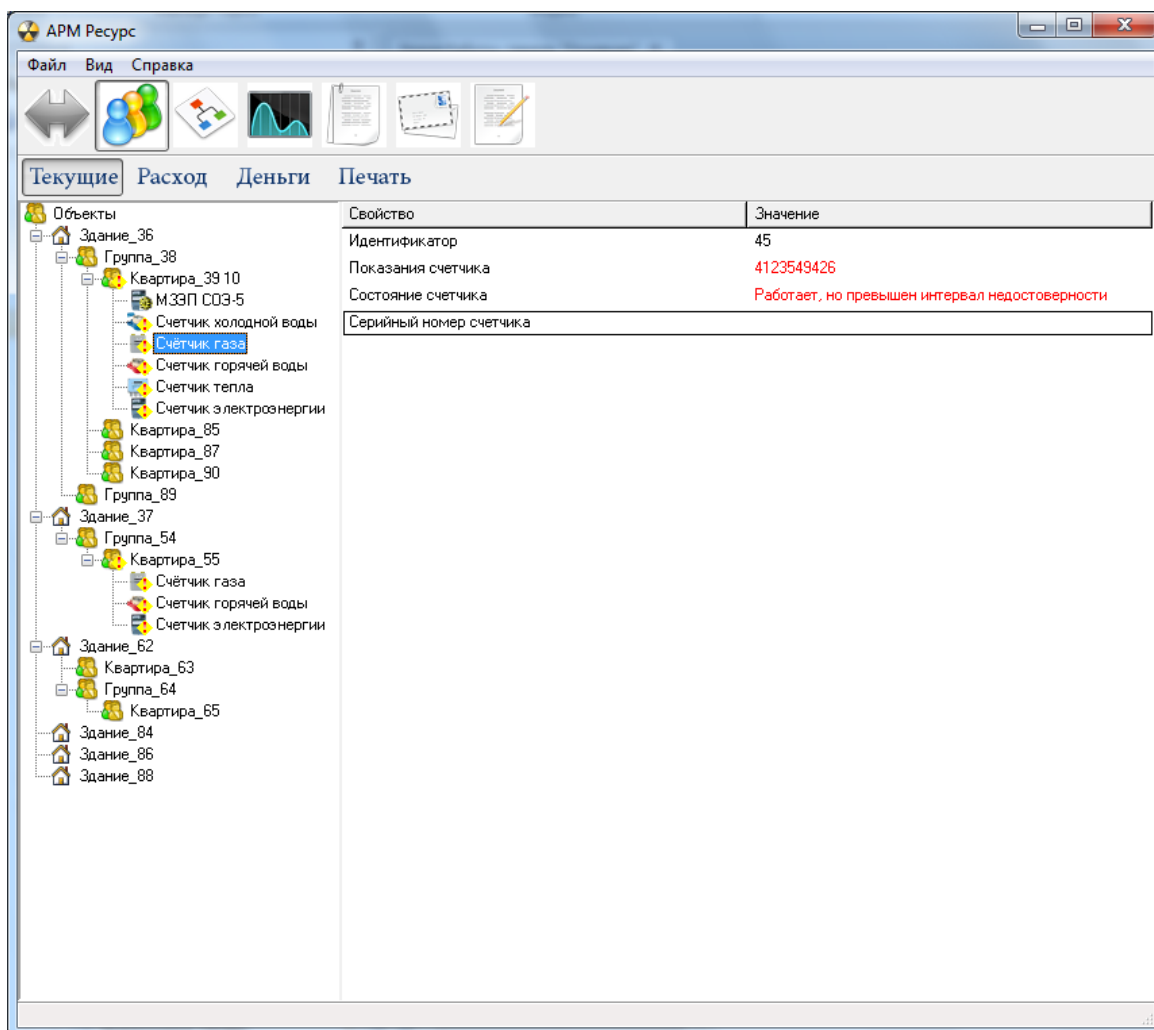 АРМ Ресурс
Файл Вид Справка
Текущие Расход Деньги Печать
Объекты
Здание_36
Группа_38
Квартира_39 10
МЗЭП СОЭ-5
Счетчик холодной воды
Счётчик газа
Счетчик горячей воды
Счетчик тепла
Счетчик электроэнергии
Квартира_85
Квартира_87
Квартира_90
Группа_89
Здание_37
Группа_54
Квартира_55
Счётчик газа
Счетчик горячей воды
Счетчик электроэнергии
Здание_62
Квартира_63
Группа_64
Квартира_65
Здание_84
Здание_86
Здание_88
Свойство Значение
Идентификатор 45
Показания счетчика 4123549426
Состояние счетчика Работает, но превышен интервал недостоверности
Серийный номер счетчика